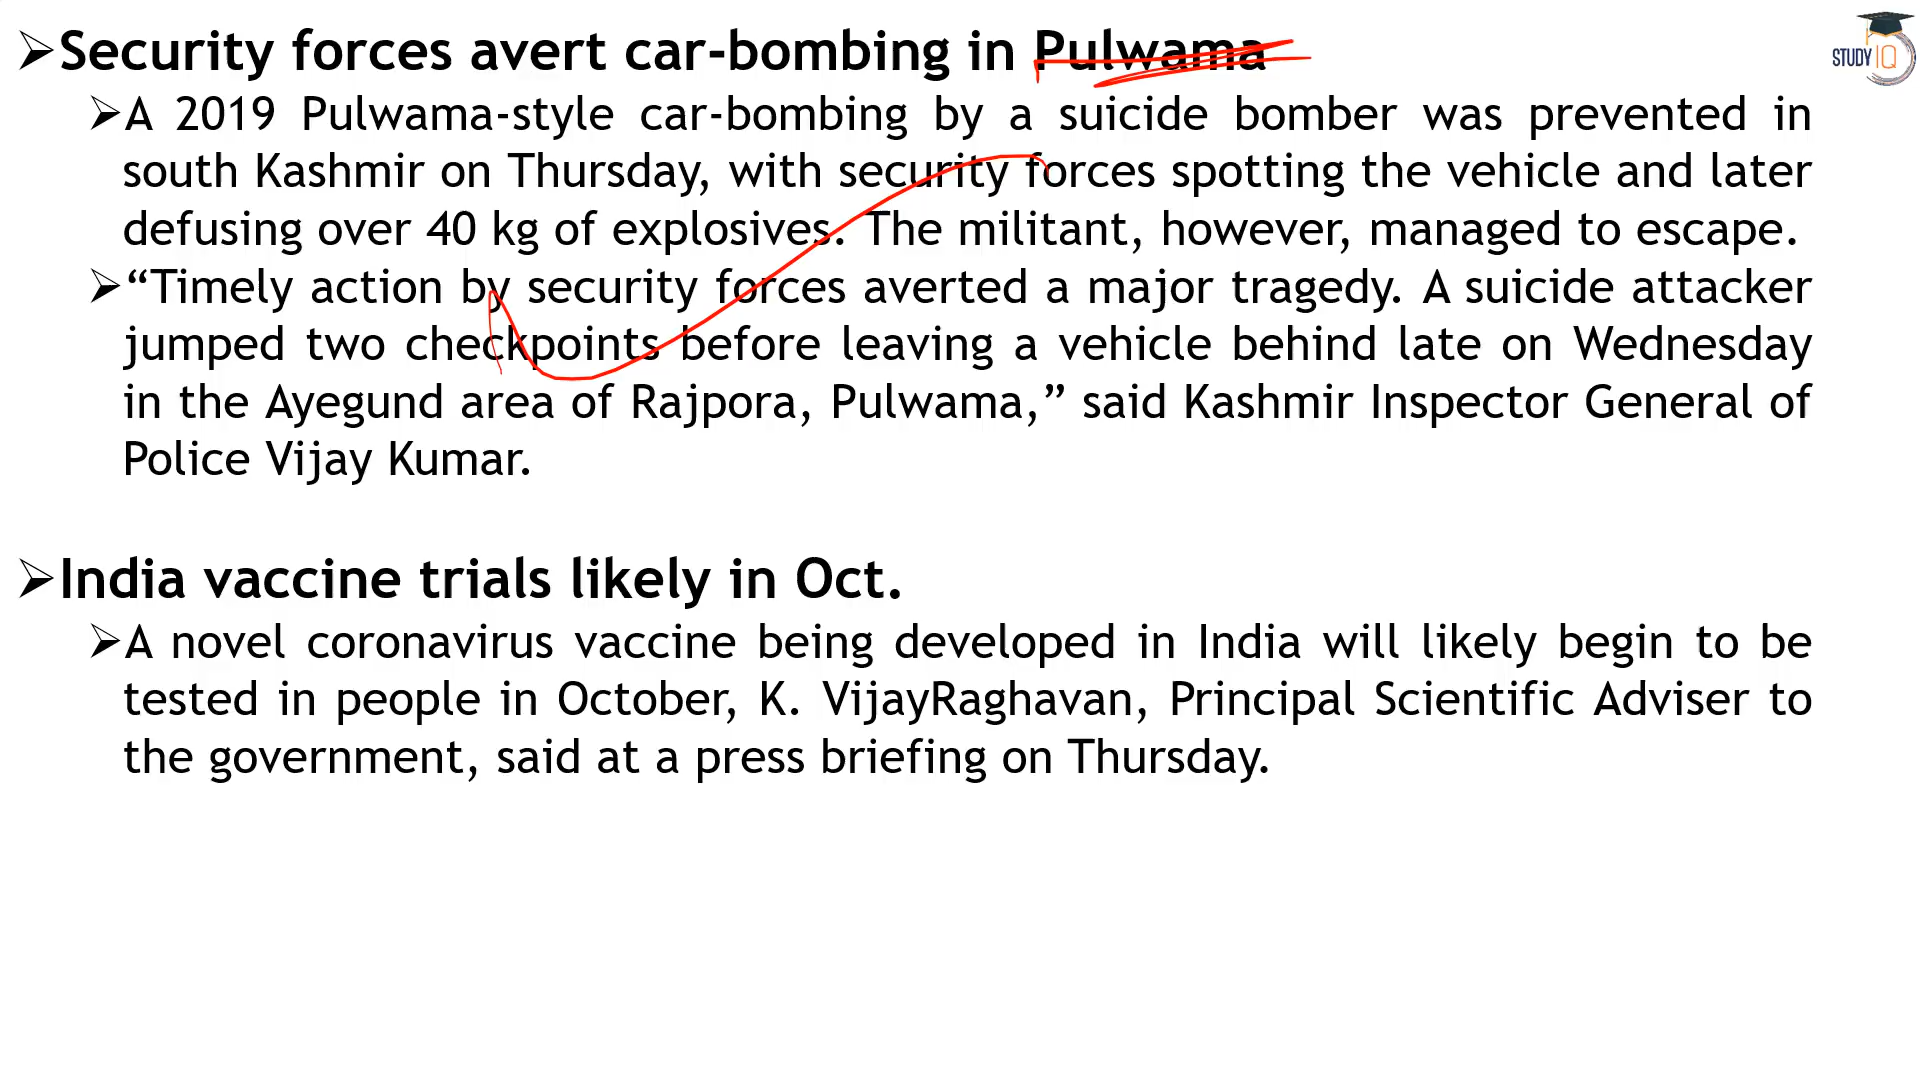 ➢Security forces avert car-bombing in Pulwama
➢A 2019 Pulwama-style car-bombing by a suicide bomber was prevented in
south Kashmir on Thursday, with security forces spotting the vehicle and later
defusing over 40 kg of explosives. The militant, however, managed to escape.
➢“Timely action by security forces averted a major tragedy. A suicide attacker
jumped two checkpoints before leaving a vehicle behind late on Wednesday
in the Ayegund area of Rajpora, Pulwama,” said Kashmir Inspector General of
Police Vijay Kumar.
➢India vaccine trials likely in Oct.
➢A novel coronavirus vaccine being developed in India will likely begin to be
tested in people in October, K. VijayRaghavan, Principal Scientific Adviser to
the government, said at a press briefing on Thursday.
STUDY IQ